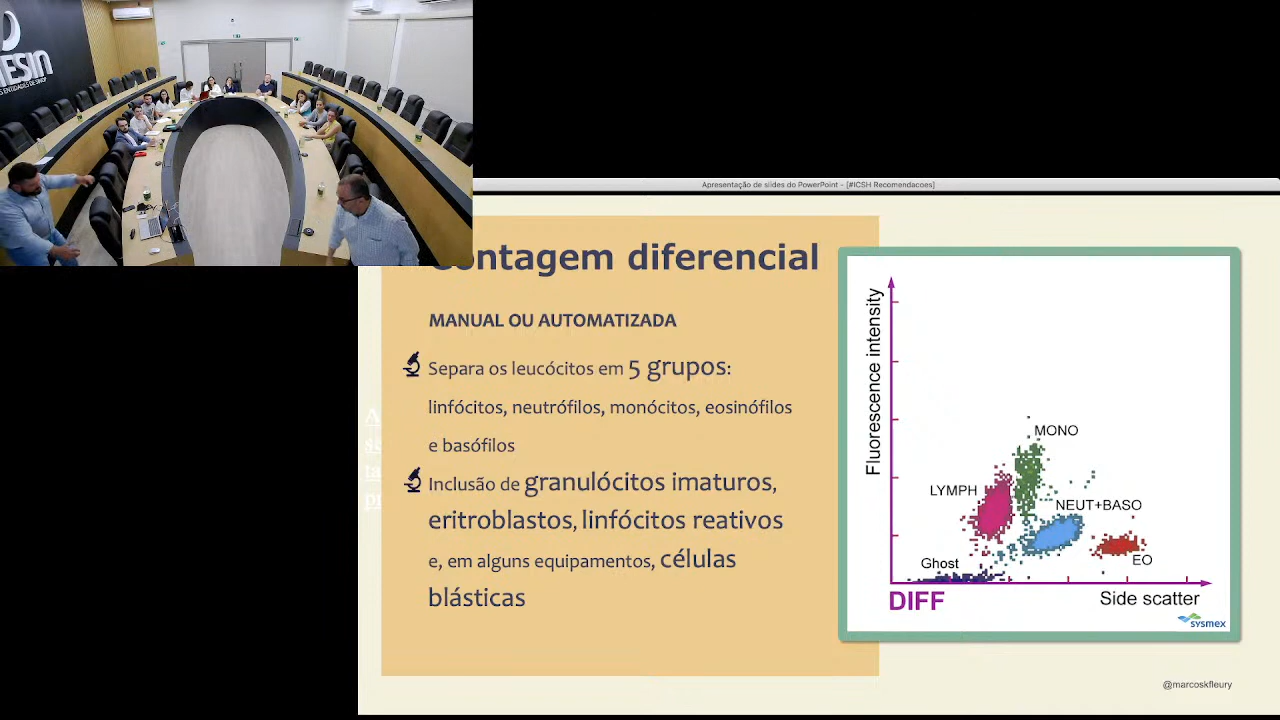 Apresentação de slides do PowerPoint - [#ICSH Recomendacoes]
ontagem diferencial
MANUAL OU AUTOMATIZADA
Separa os leucócitos em 5 grupos:
linfócitos, neutrófilos, monócitos, eosinófilos
e basófilos
Inclusão de granulócitos imaturos,
eritroblastos, linfócitos reativos
e, em alguns equipamentos, células
blásticas
Fluorescence intensity
MONO
LYMPH
NEUT+BASO
Ghost
EO
DIFF
Side scatter
sysmex
@marcoskfleury